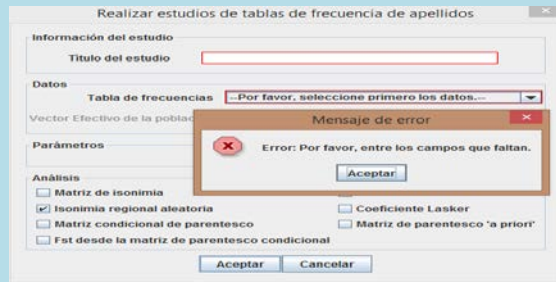 Realizar estudios de tablas de frecuencia de apellidos
Información del estudio
Titulo del estudio
Datos
Tabla de frecuencias --Por favor, seleccione primero los datos.--
Vector Efectivo de la poblac
Mensaje de error
Error: Por favor, entre los campos que faltan.
Aceptar
Parámetros
Análisis
Matriz de isonimia
Isonimia regional aleatoria
Coeficiente Lasker
Matriz condicional de parentesco
Matriz de parentesco 'a priori'
Fst desde la matriz de parentesco condicional
Aceptar Cancelar